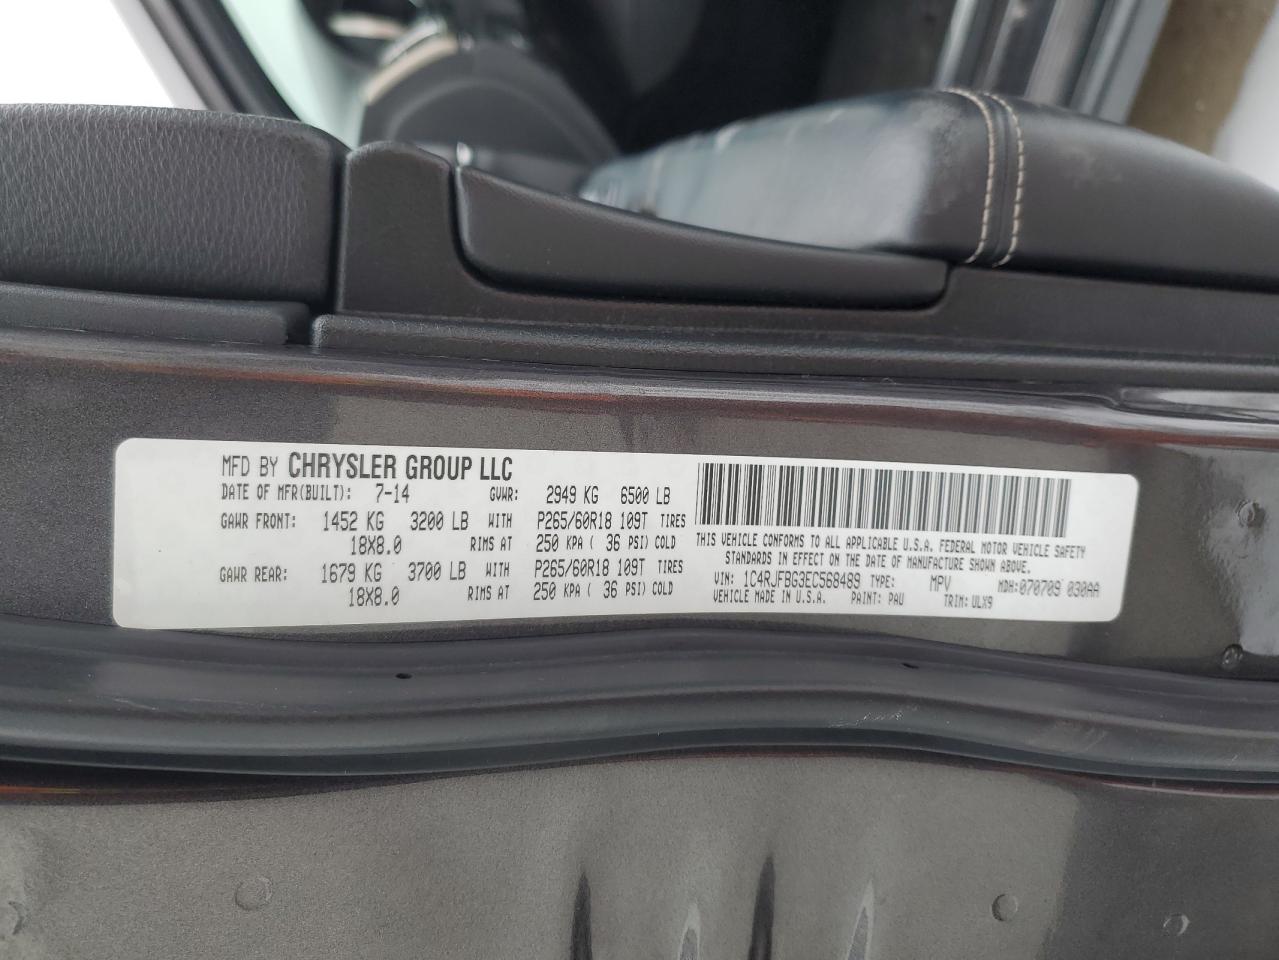 MFD BY CHRYSLER GROUP LLC
DATE OF MFR(BUILT): 7-14 GVWR: 2949 KG 6500 LB
GAWR FRONT: 1452 KG 3200 LB WITH P265/60R18 109T TIRES
18X8.0 RIMS AT 250 KPA ( 36 PSI) COLD
GAWR REAR: 1679 KG 3700 LB WITH P265/60R18 109T TIRES
18X8.0 RIMS AT 250 KPA ( 36 PSI) COLD
THIS VEHICLE CONFORMS TO ALL APPLICABLE U.S.A. FEDERAL MOTOR VEHICLE SAFETY
STANDARDS IN EFFECT ON THE DATE OF MANUFACTURE SHOWN ABOVE.
VIN: 1C4RJFBG3EC568489 TYPE: MPV MDH:070709 030AA
VEHICLE MADE IN U.S.A. PAINT: PAU TRIM: ULX9